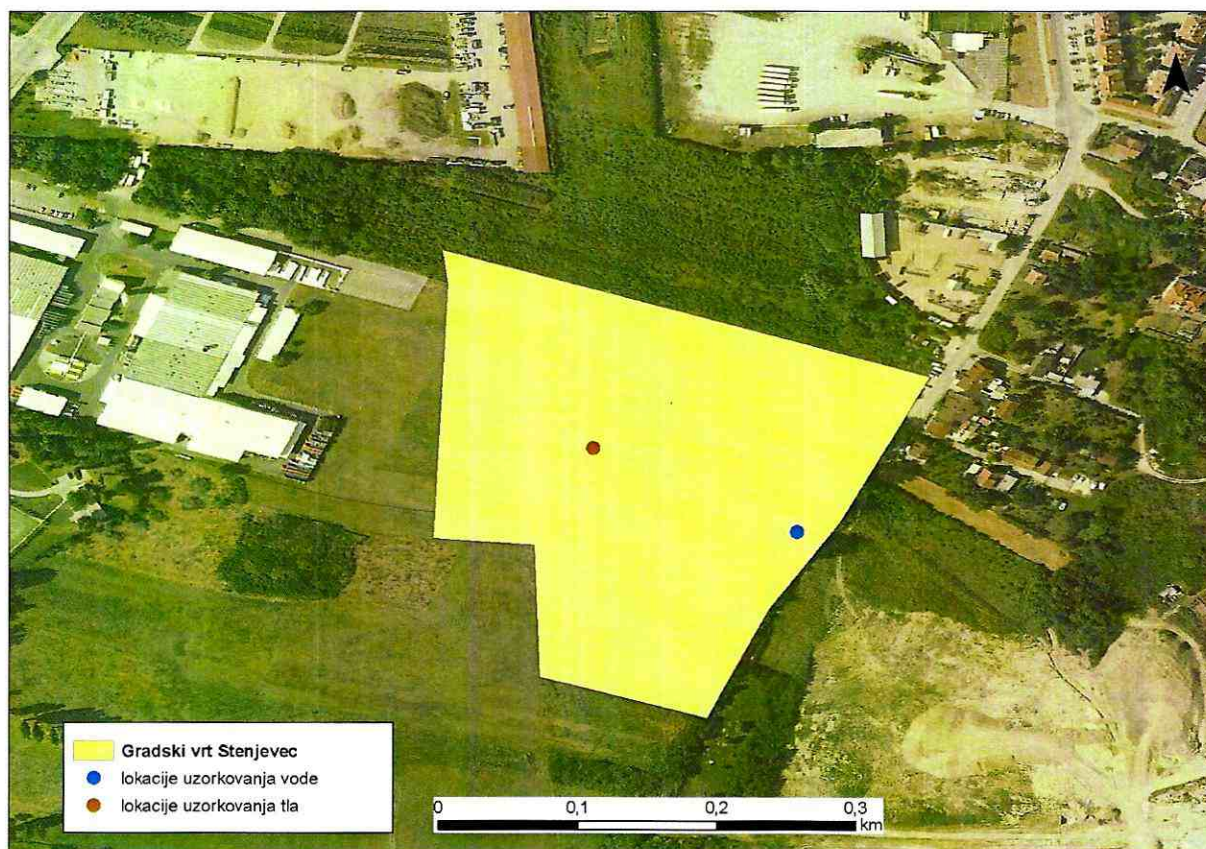 Gradski vrt Stenjevec
lokacije uzorkovanja vode
lokacije uzorkovanja tla
0 0,1 0,2 0,3
km